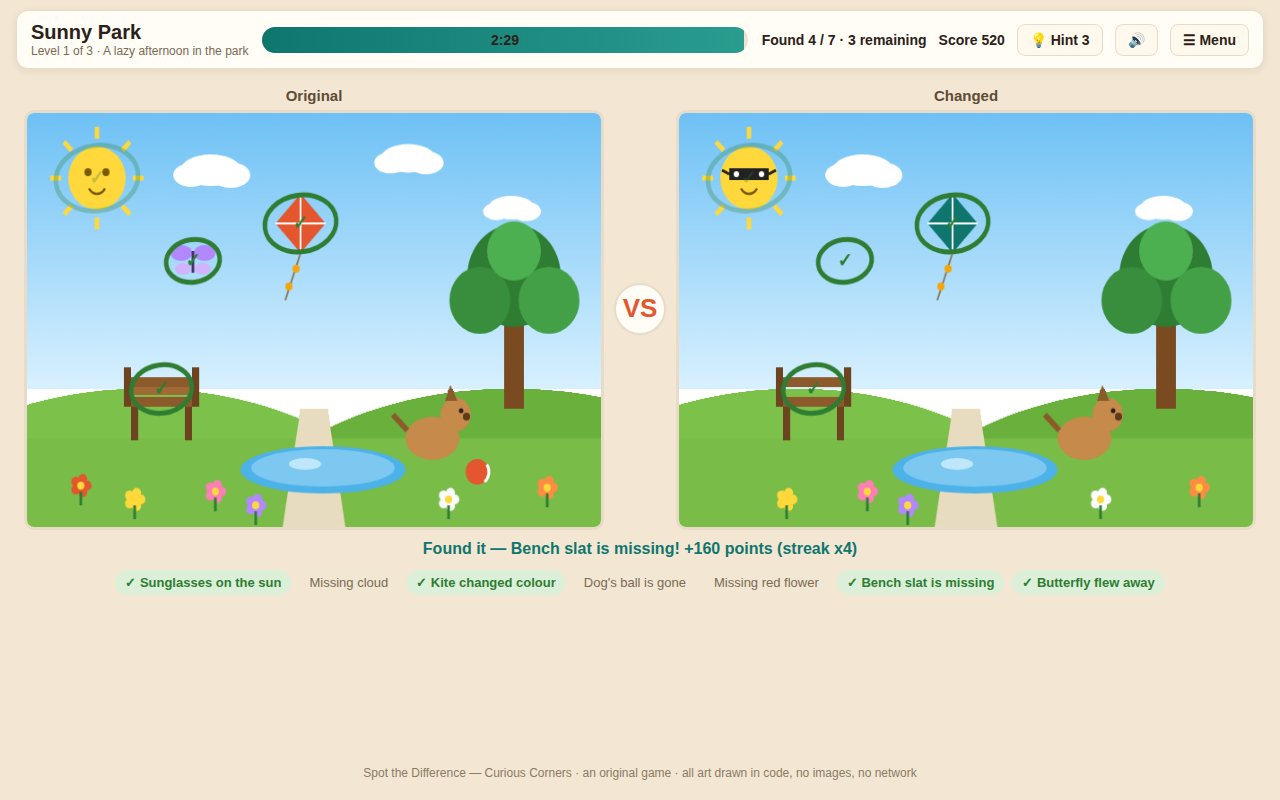 Sunny Park
Level 1 of 3 · A lazy afternoon in the park
2:29
Found 4 / 7 · 3 remaining
Score 520
💡 Hint 3
🔊
☰ Menu
Original
Changed
VS
✓
✓
✓
✓
✓
✓
✓
✓
Found it — Bench slat is missing! +160 points (streak x4)
✓ Sunglasses on the sun
Missing cloud
✓ Kite changed colour
Dog's ball is gone
Missing red flower
✓ Bench slat is missing
✓ Butterfly flew away
Spot the Difference — Curious Corners · an original game · all art drawn in code, no images, no network